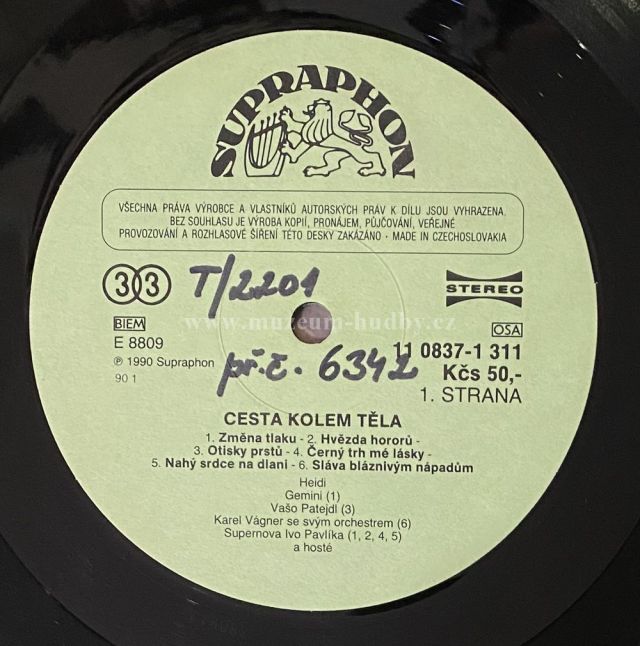 SUPRAPHON
VŠECHNA PRÁVA VÝROBCE A VLASTNÍKŮ AUTORSKÝCH PRÁV K DÍLU JSOU VYHRAZENA.
BEZ SOUHLASU JE VÝROBA KOPIÍ, PRONÁJEM, PŮJČOVÁNÍ, VEŘEJNÉ
PROVOZOVÁNÍ A ROZHLASOVÉ ŠÍŘENÍ TÉTO DESKY ZAKÁZÁNO · MADE IN CZECHOSLOVAKIA
33 T/2201 STEREO
www.muzeum-hudby.cz
BIEM OSA
E 8809 11 0837-1 311
℗ 1990 Supraphon př.č. 6342 Kčs 50,-
90 1 1. STRANA
CESTA KOLEM TĚLA
1. Změna tlaku - 2. Hvězda hororů -
3. Otisky prstů - 4. Černý trh mé lásky -
5. Nahý srdce na dlani - 6. Sláva bláznivým nápadům
Heidi
Gemini (1)
Vašo Patejdl (3)
Karel Vágner se svým orchestrem (6)
Supernova Ivo Pavlíka (1, 2, 4, 5)
a hosté